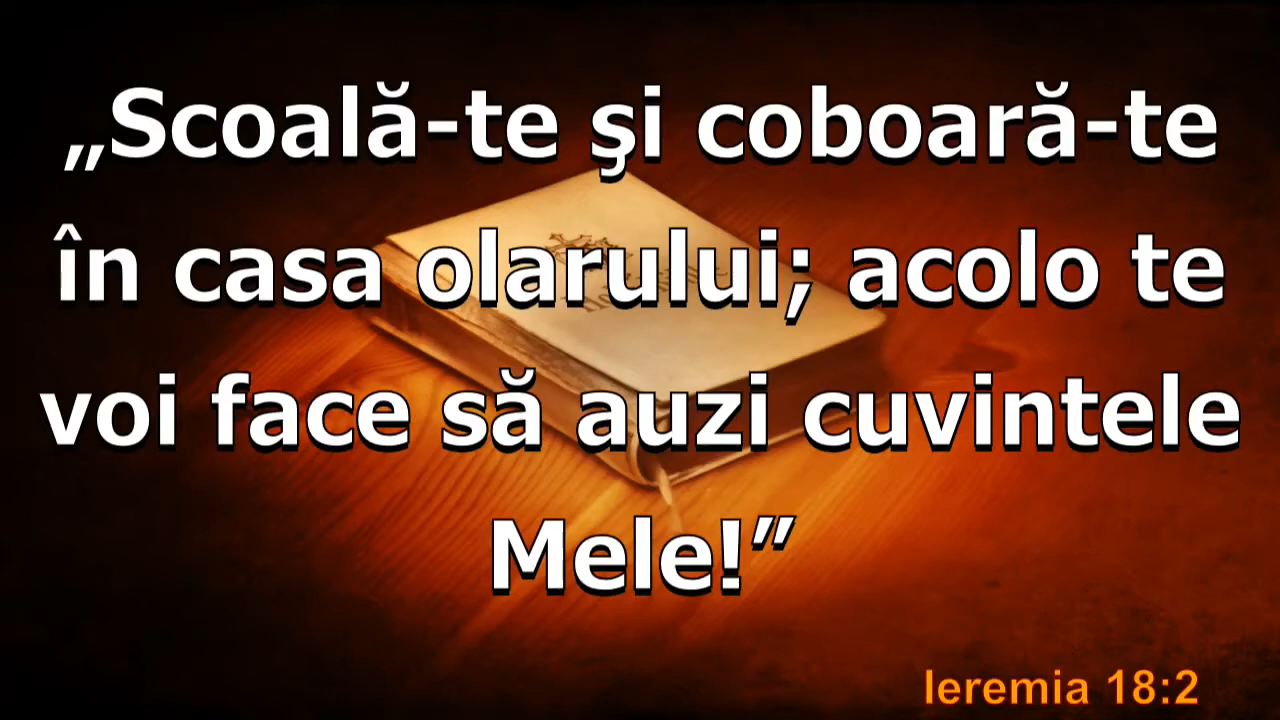 „Scoală-te şi coboară-te
în casa olarului; acolo te
voi face să auzi cuvintele
Mele!”
Ieremia 18:2